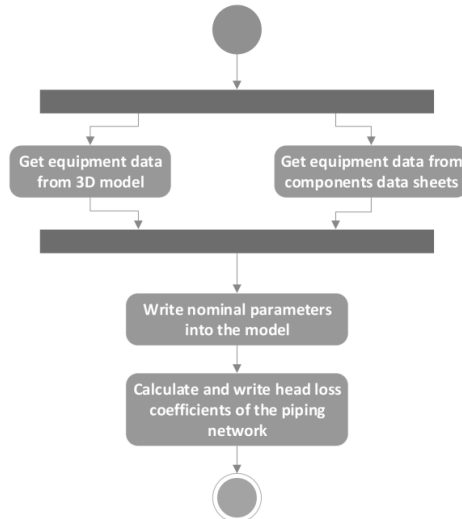 Get equipment data
from 3D model
Get equipment data from
components data sheets
Write nominal parameters
into the model
Calculate and write head loss
coefficients of the piping
network